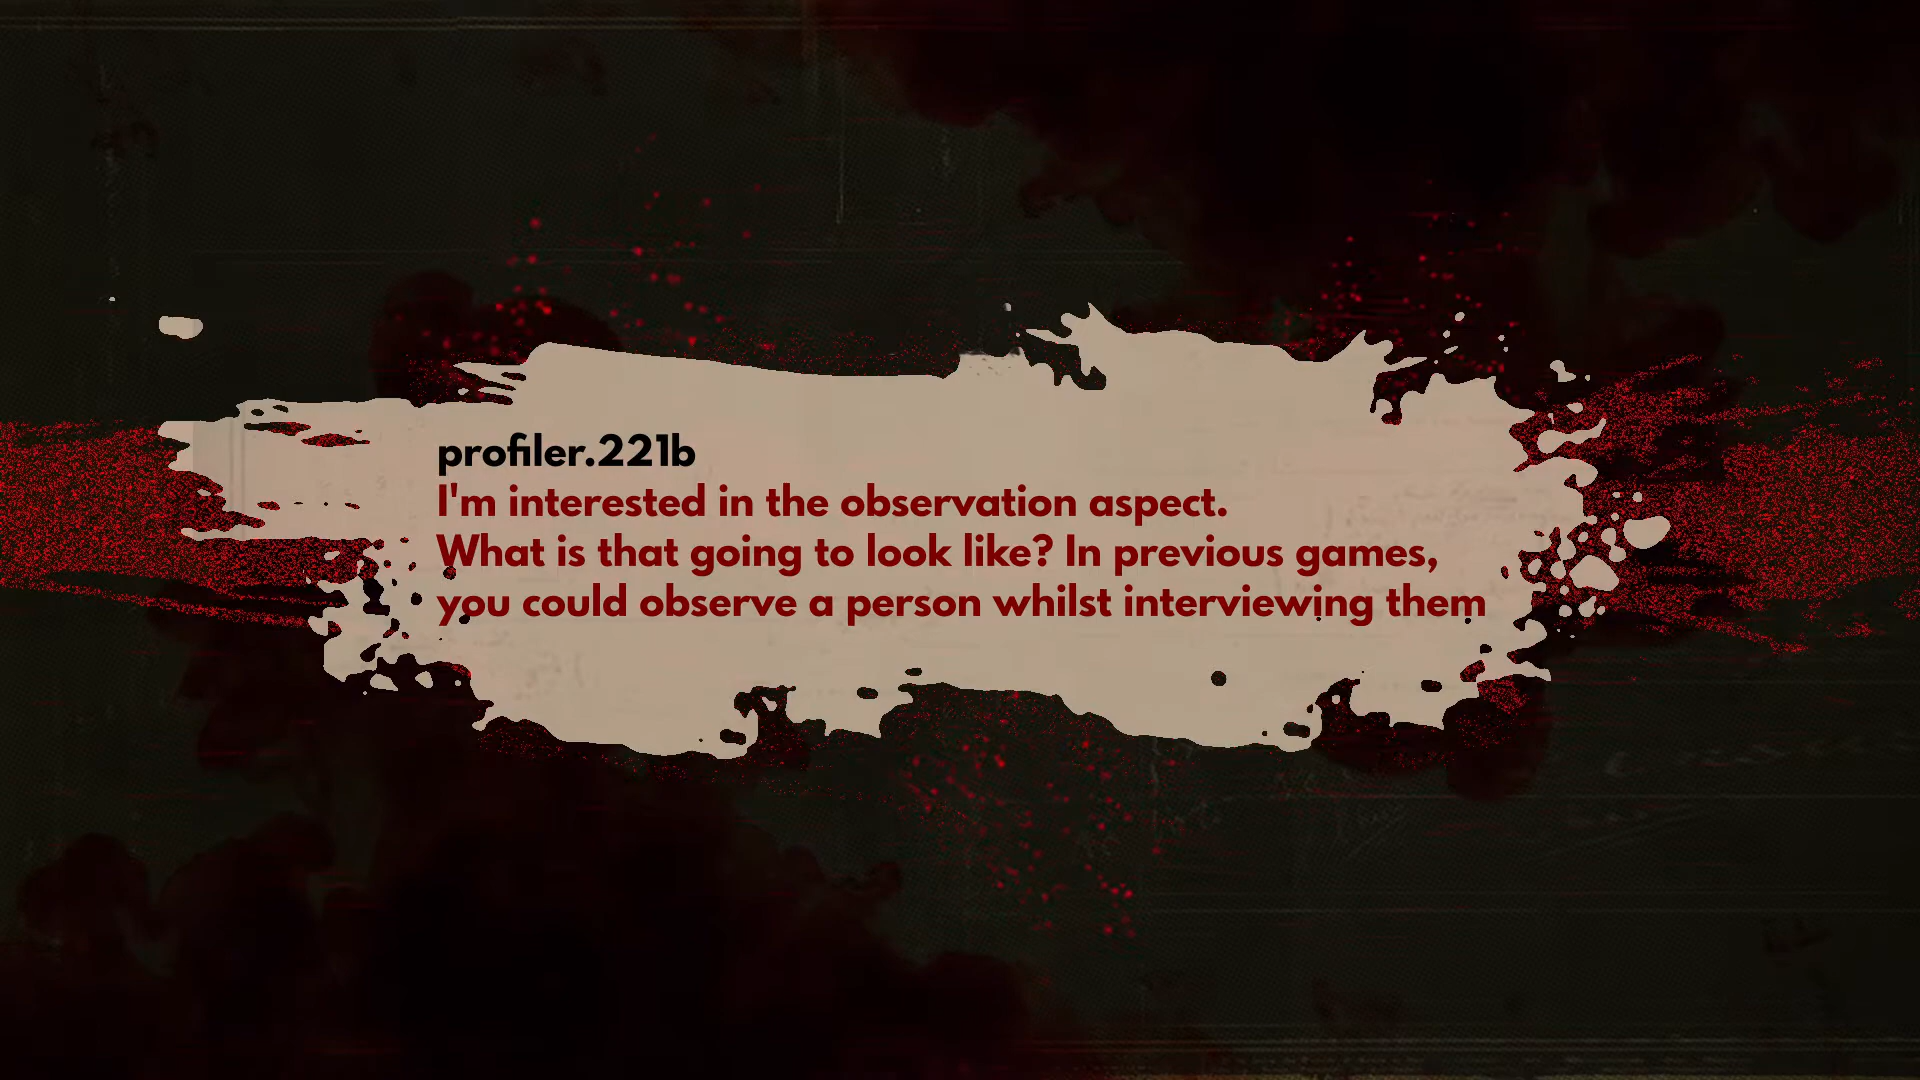 profiler.221b
I'm interested in the observation aspect.
What is that going to look like? In previous games,
you could observe a person whilst interviewing them